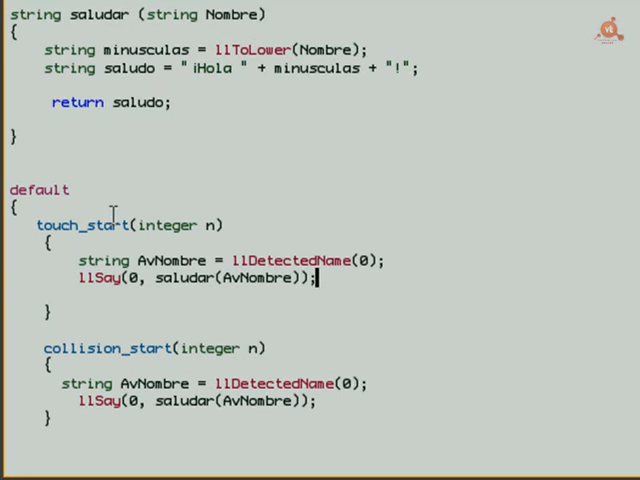 string saludar (string Nombre)
{
string minusculas = llToLower(Nombre);
string saludo = " ¡Hola " + minusculas + "!";
return saludo;
}
default
{
touch_start(integer n)
{
string AvNombre = llDetectedName(0);
llSay(0, saludar(AvNombre));
}
collision_start(integer n)
{
string AvNombre = llDetectedName(0);
llSay(0, saludar(AvNombre));
}